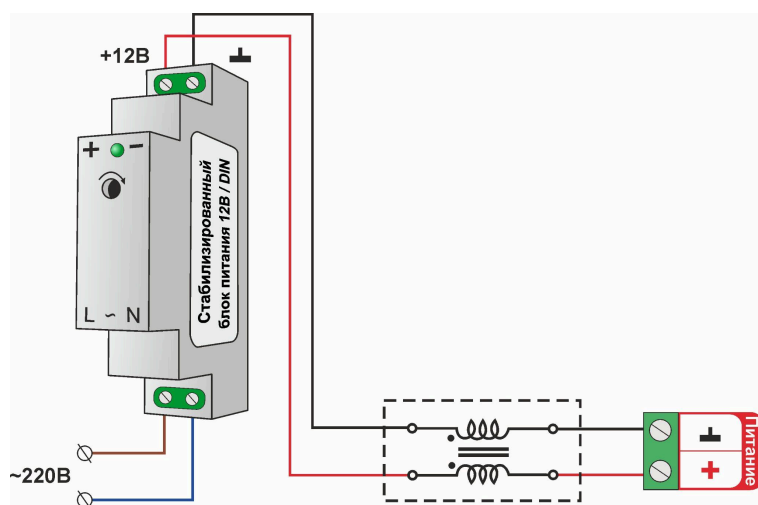 +12В
+ −
Стабилизированный
блок питания 12В / DIN
L ~ N
~220В
Питание
+